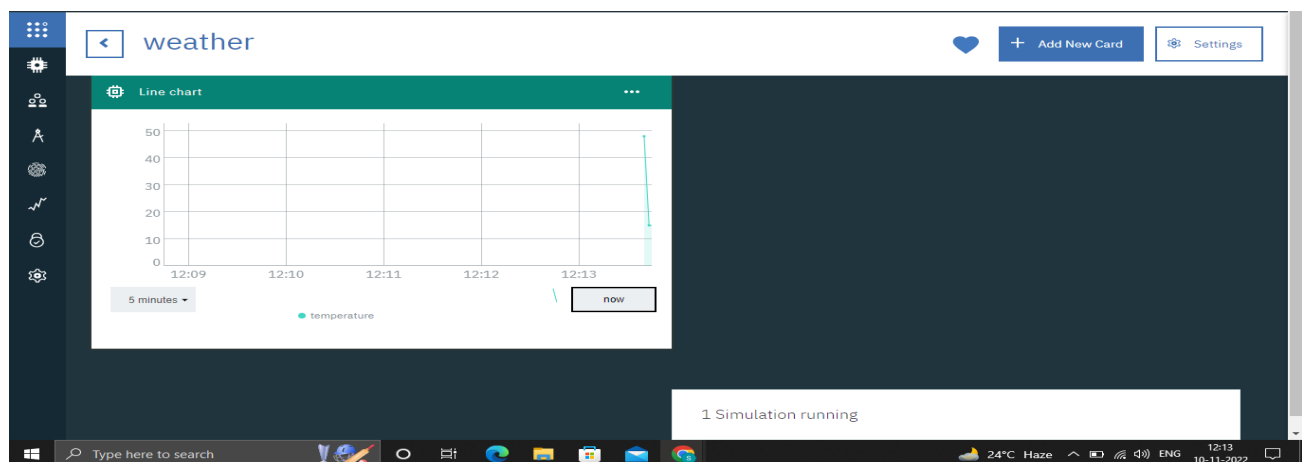 weather
+ Add New Card
Settings
Line chart
50
40
30
20
10
0
12:09 12:10 12:11 12:12 12:13
5 minutes
now
temperature
1 Simulation running
Type here to search
24°C Haze
ENG
12:13
10-11-2022